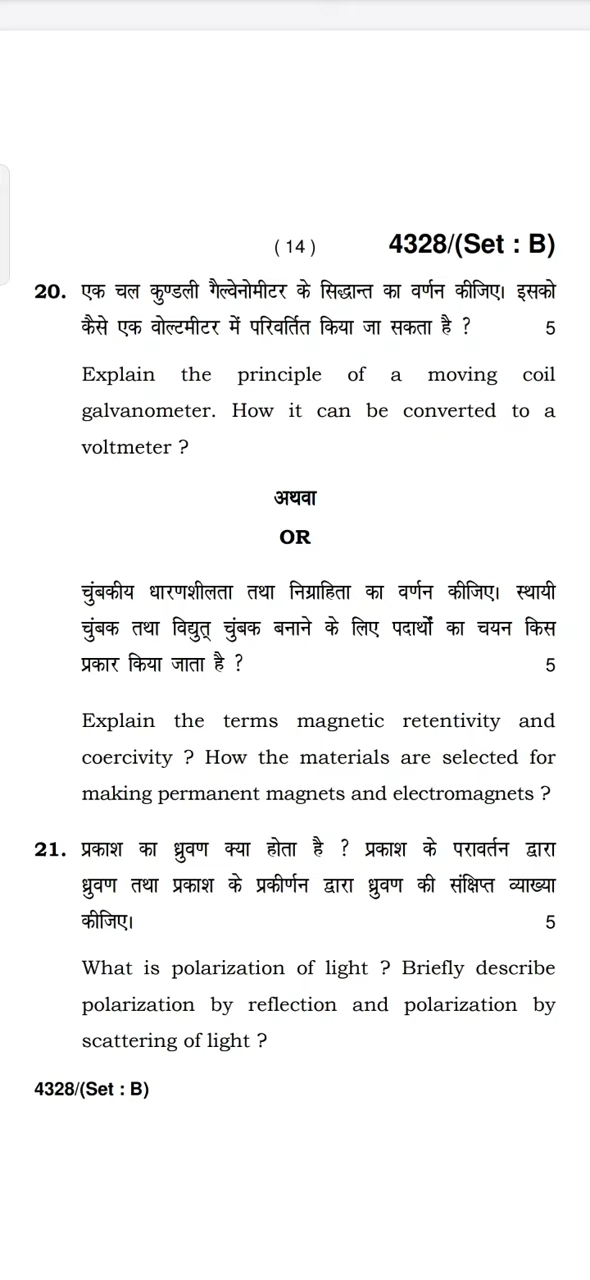 ( 14 ) 4328/(Set : B)
20. एक चल कुण्डली गैल्वेनोमीटर के सिद्धान्त का वर्णन कीजिए। इसको
कैसे एक वोल्टमीटर में परिवर्तित किया जा सकता है ? 5
Explain the principle of a moving coil
galvanometer. How it can be converted to a
voltmeter ?
अथवा
OR
चुंबकीय धारणशीलता तथा निग्राहिता का वर्णन कीजिए। स्थायी
चुंबक तथा विद्युत् चुंबक बनाने के लिए पदार्थों का चयन किस
प्रकार किया जाता है ? 5
Explain the terms magnetic retentivity and
coercivity ? How the materials are selected for
making permanent magnets and electromagnets ?
21. प्रकाश का ध्रुवण क्या होता है ? प्रकाश के परावर्तन द्वारा
ध्रुवण तथा प्रकाश के प्रकीर्णन द्वारा ध्रुवण की संक्षिप्त व्याख्या
कीजिए। 5
What is polarization of light ? Briefly describe
polarization by reflection and polarization by
scattering of light ?
4328/(Set : B)